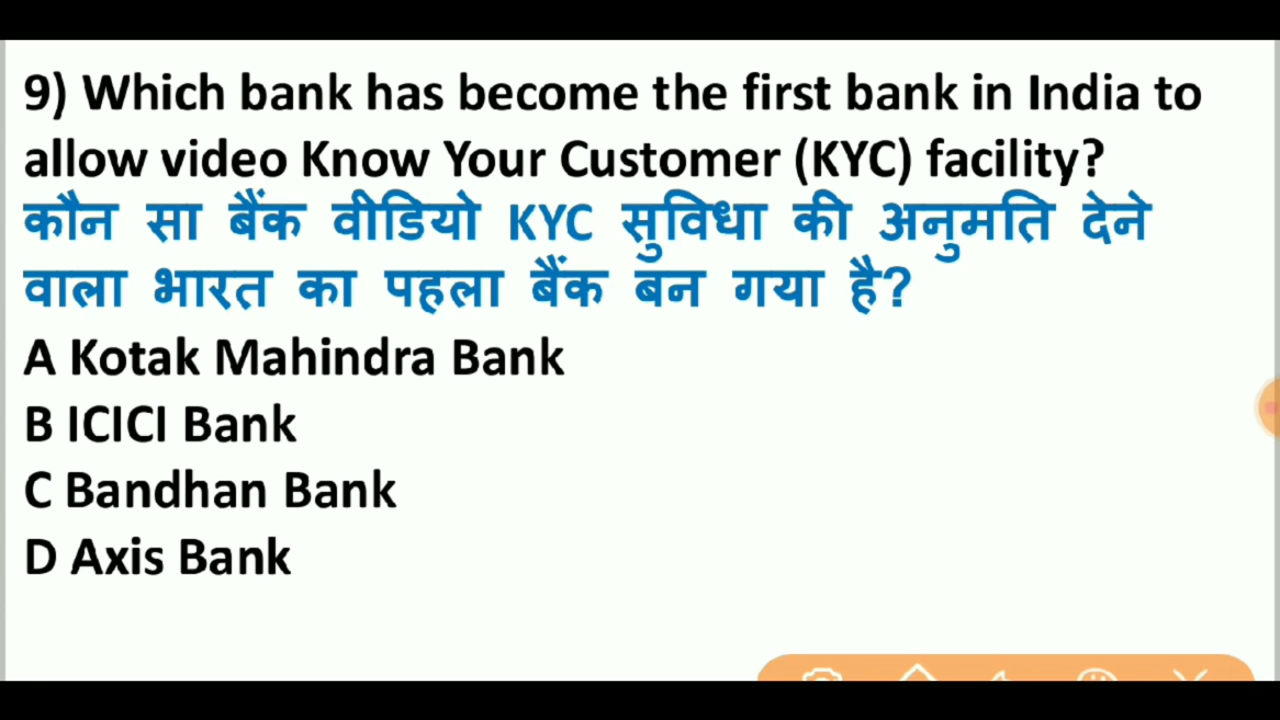 9) Which bank has become the first bank in India to
allow video Know Your Customer (KYC) facility?
कौन सा बैंक वीडियो KYC सुविधा की अनुमति देने
वाला भारत का पहला बैंक बन गया है?
A Kotak Mahindra Bank
B ICICI Bank
C Bandhan Bank
D Axis Bank